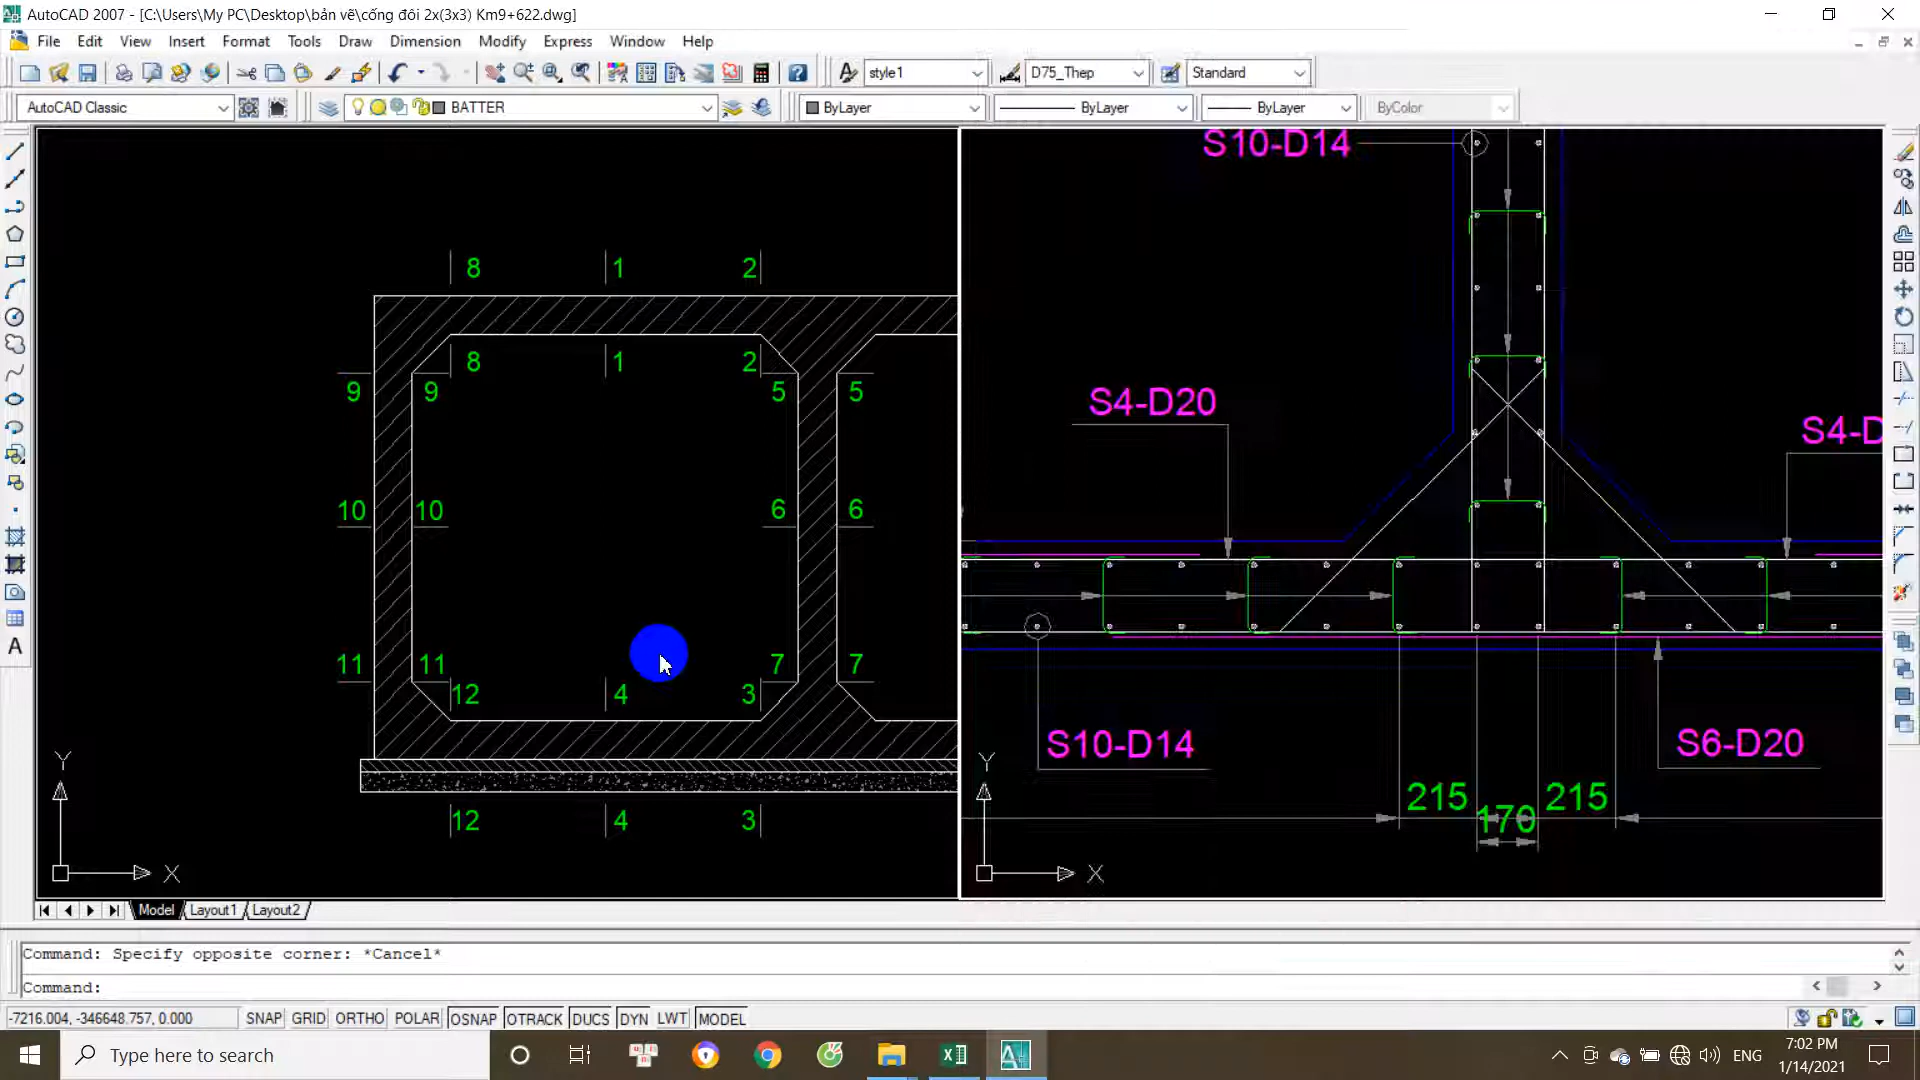 AutoCAD 2007 - [C:\Users\My PC\Desktop\bản vẽ\cống đôi 2x(3x3) Km9+622.dwg]
File Edit View Insert Format Tools Draw Dimension Modify Express Window Help
style1 D75_Thep Standard
AutoCAD Classic BATTER ByLayer ByLayer ByLayer ByColor
S10-D14
8 1 2
8 1 2
9 9 5 5
S4-D20
S4-D
10 10 6 6
11 11 7 7
12 4 3
S10-D14
S6-D20
215 170 215
12 4 3
Y
X
Y
X
Model Layout1 Layout2
Command: Specify opposite corner: *Cancel*
Command:
-7216.004, -346648.757, 0.000 SNAP GRID ORTHO POLAR OSNAP OTRACK DUCS DYN LWT MODEL
Type here to search
ENG
7:02 PM
1/14/2021